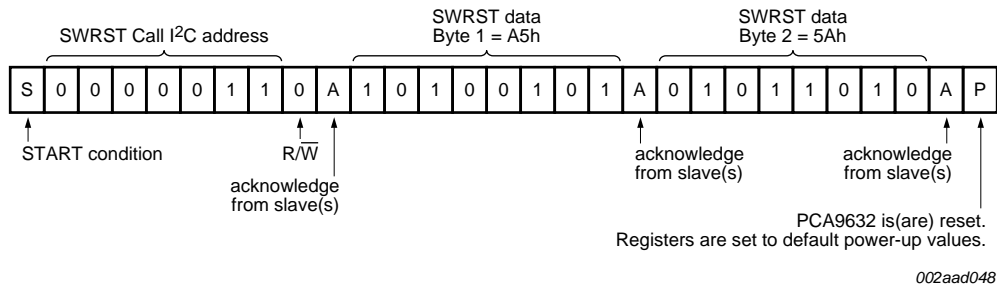 SWRST Call I²C address
SWRST data
Byte 1 = A5h
SWRST data
Byte 2 = 5Ah
S 0 0 0 0 0 1 1 0 A 1 0 1 0 0 1 0 1 A 0 1 0 1 1 0 1 0 A P
START condition
R/W̅
acknowledge
from slave(s)
acknowledge
from slave(s)
acknowledge
from slave(s)
PCA9632 is(are) reset.
Registers are set to default power-up values.
002aad048